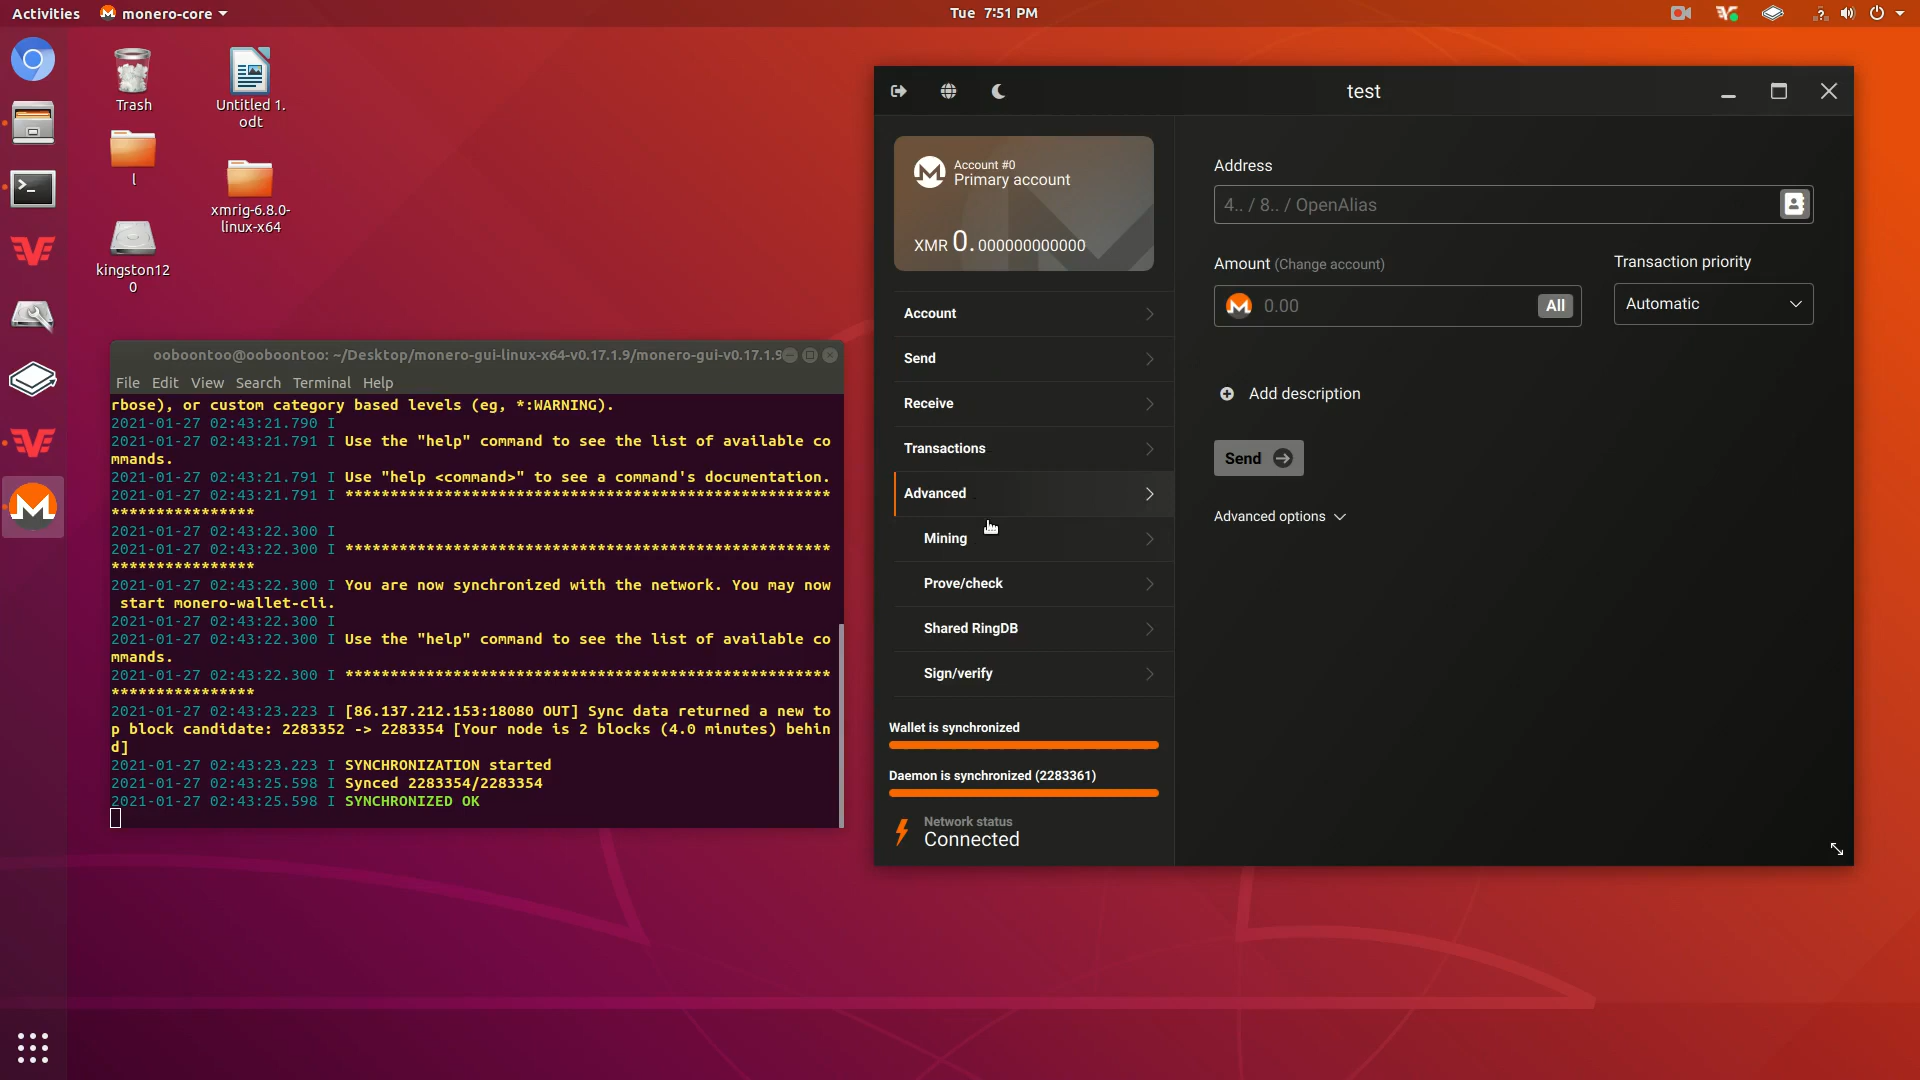 Activities
monero-core
Tue 7:51 PM
Trash
Untitled 1.
odt
l
xmrig-6.8.0-
linux-x64
kingston12
0
ooboontoo@ooboontoo: ~/Desktop/monero-gui-linux-x64-v0.17.1.9/monero-gui-v0.17.1.9
File Edit View Search Terminal Help
rbose), or custom category based levels (eg, *:WARNING).
2021-01-27 02:43:21.790 I
2021-01-27 02:43:21.791 I Use the "help" command to see the list of available co
mmands.
2021-01-27 02:43:21.791 I Use "help <command>" to see a command's documentation.
2021-01-27 02:43:21.791 I ******************************************************
****************
2021-01-27 02:43:22.300 I
2021-01-27 02:43:22.300 I ******************************************************
****************
2021-01-27 02:43:22.300 I You are now synchronized with the network. You may now
 start monero-wallet-cli.
2021-01-27 02:43:22.300 I
2021-01-27 02:43:22.300 I Use the "help" command to see the list of available co
mmands.
2021-01-27 02:43:22.300 I ******************************************************
****************
2021-01-27 02:43:23.223 I [86.137.212.153:18080 OUT] Sync data returned a new to
p block candidate: 2283352 -> 2283354 [Your node is 2 blocks (4.0 minutes) behin
d]
2021-01-27 02:43:23.223 I SYNCHRONIZATION started
2021-01-27 02:43:25.598 I Synced 2283354/2283354
2021-01-27 02:43:25.598 I SYNCHRONIZED OK
test
Account #0
Primary account
XMR 0.000000000000
Account
Send
Receive
Transactions
Advanced
Mining
Prove/check
Shared RingDB
Sign/verify
Wallet is synchronized
Daemon is synchronized (2283361)
Network status
Connected
Address
4.. / 8.. / OpenAlias
Amount (Change account)
Transaction priority
0.00
All
Automatic
Add description
Send
Advanced options